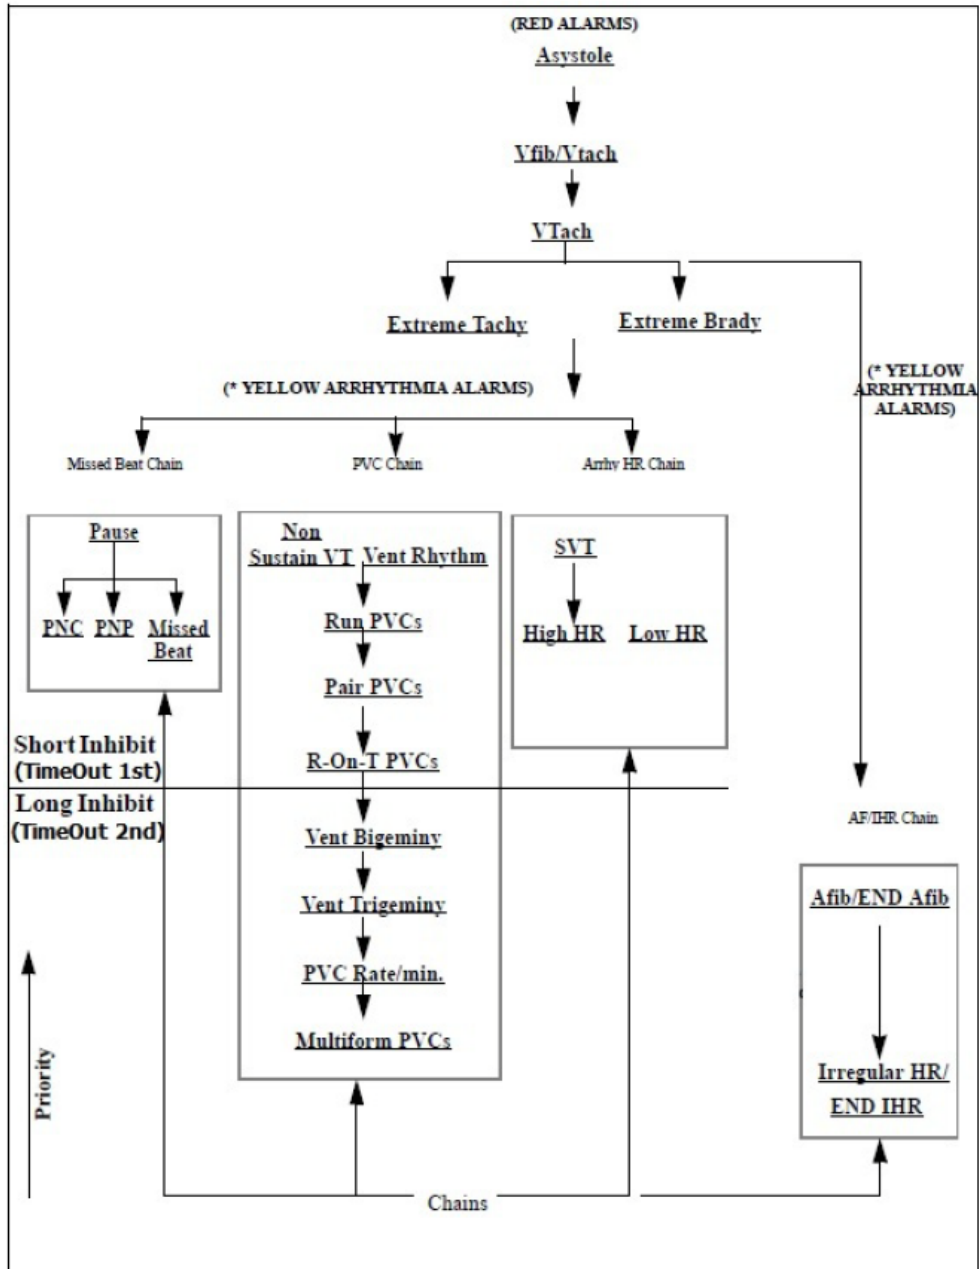 (RED ALARMS)
Asystole
Vfib/Vtach
VTach
Extreme Tachy
Extreme Brady
(* YELLOW ARRHYTHMIA ALARMS)
(* YELLOW
ARRHYTHMIA
ALARMS)
Missed Beat Chain
PVC Chain
Arrhy HR Chain
Pause
PNC
PNP
Missed
Beat
Non
Sustain VT
Vent Rhythm
Run PVCs
Pair PVCs
R-On-T PVCs
SVT
High HR
Low HR
Short Inhibit
(TimeOut 1st)
Long Inhibit
(TimeOut 2nd)
Vent Bigeminy
Vent Trigeminy
PVC Rate/min.
Multiform PVCs
AF/IHR Chain
Afib/END Afib
Irregular HR/
END IHR
Priority
Chains